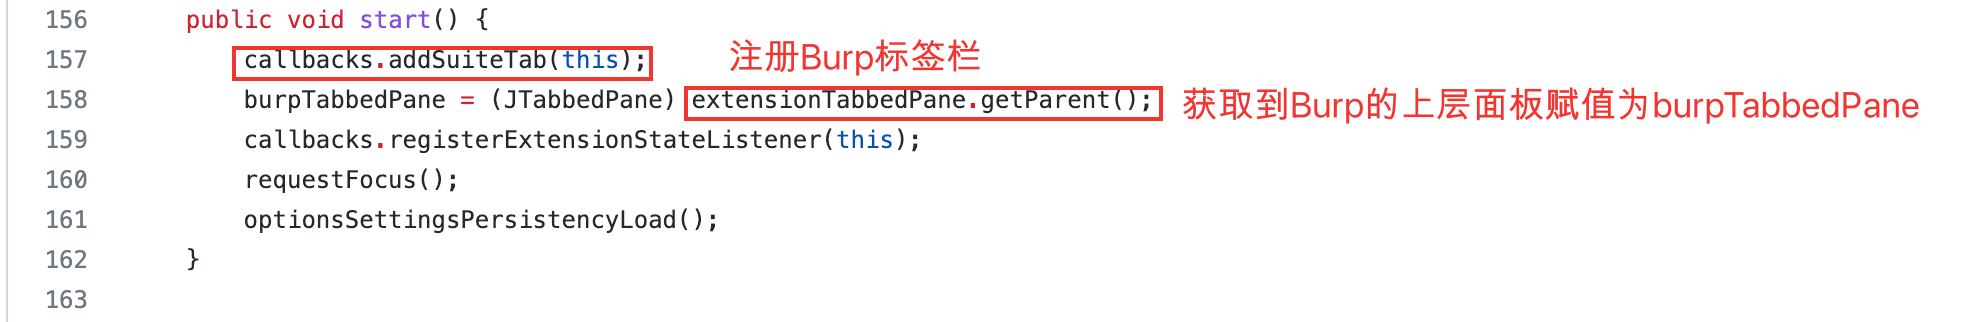 156 public void start() {
157 callbacks.addSuiteTab(this); 注册Burp标签栏
158 burpTabbedPane = (JTabbedPane) extensionTabbedPane.getParent(); 获取到Burp的上层面板赋值为burpTabbedPane
159 callbacks.registerExtensionStateListener(this);
160 requestFocus();
161 optionsSettingsPersistencyLoad();
162 }
163